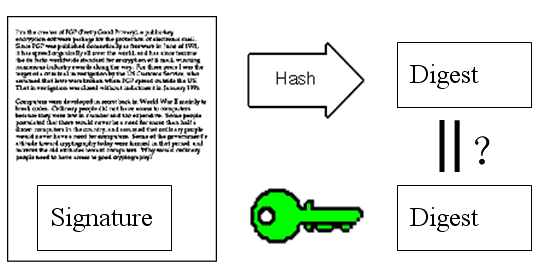 I'm the creator of PGP (Pretty Good Privacy), a public-key
encryption software package for the protection of electronic mail.
Since PGP was published domestically as freeware in June of 1991,
it has spread organically all over the world, and has since become
the de facto worldwide standard for encryption of E-mail, winning
numerous industry awards along the way. For three years I was the
target of a criminal investigation by the US Customs Service, who
assumed that laws were broken when PGP spread outside the US.
That investigation was closed without indictment in January 1996.
Computers were developed in secret back in World War II mainly to
break codes. Ordinary people did not have access to computers
because they were few in number and too expensive. Some people
postulated that there would never be a need for more than half a
dozen computers in the country, and assumed that ordinary people
would never have a need for computers. Some of the government's
attitude toward cryptography today were formed in that period, and
mirrors the old attitudes toward computers. Why would ordinary
people need to have access to good cryptography?
Signature
Hash
Digest
?
Digest